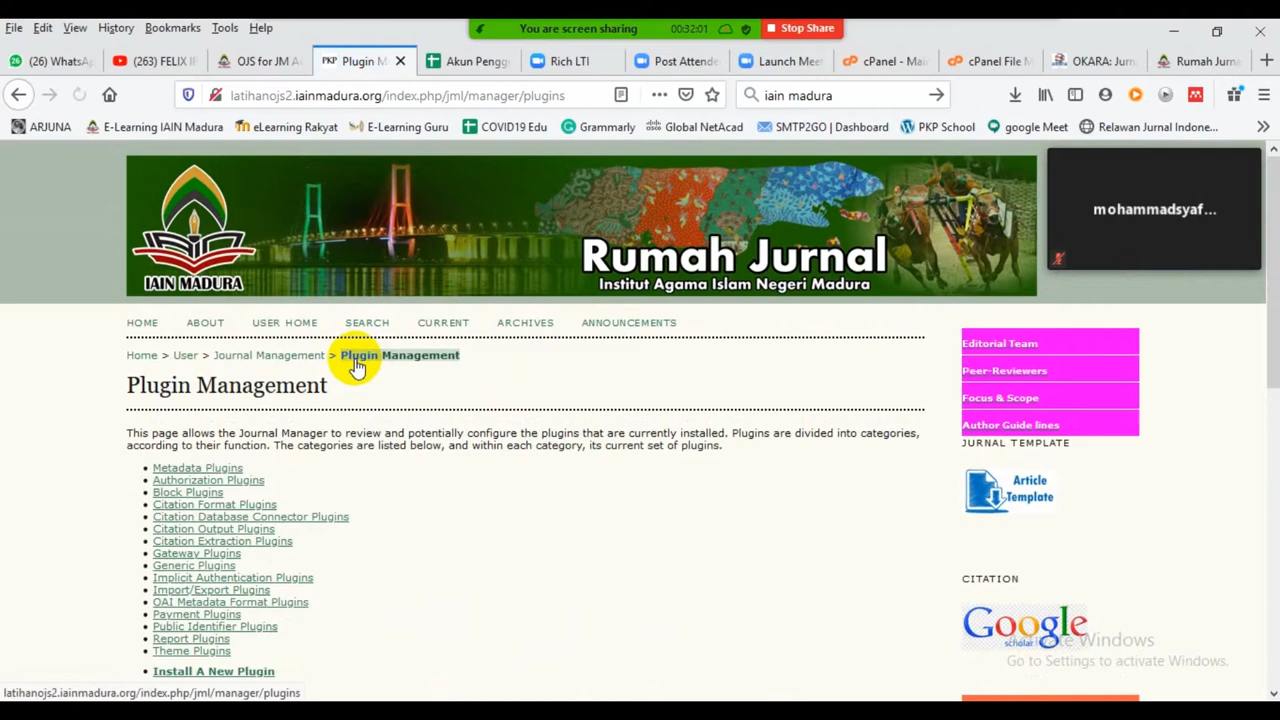 File Edit View History Bookmarks Tools Help
You are screen sharing 00:32:01 Stop Share
(26) WhatsA
(263) FELIX I
OJS for JM A
PKP Plugin M
Akun Pengg
Rich LTI
Post Attende
Launch Mee
cPanel - Mai
cPanel File M
OKARA: Jurn
Rumah Jurna
latihanojs2.iainmadura.org/index.php/jml/manager/plugins
iain madura
ARJUNA
E-Learning IAIN Madura
eLearning Rakyat
E-Learning Guru
COVID19 Edu
Grammarly
Global NetAcad
SMTP2GO | Dashboard
PKP School
google Meet
Relawan Jurnal Indone...
IAIN MADURA
Rumah Jurnal
Institut Agama Islam Negeri Madura
mohammadsyaf...
HOME ABOUT USER HOME SEARCH CURRENT ARCHIVES ANNOUNCEMENTS
Home > User > Journal Management > Plugin Management
Plugin Management
This page allows the Journal Manager to review and potentially configure the plugins that are currently installed. Plugins are divided into categories,
according to their function. The categories are listed below, and within each category, its current set of plugins.
Metadata Plugins
Authorization Plugins
Block Plugins
Citation Format Plugins
Citation Database Connector Plugins
Citation Output Plugins
Citation Extraction Plugins
Gateway Plugins
Generic Plugins
Implicit Authentication Plugins
Import/Export Plugins
OAI Metadata Format Plugins
Payment Plugins
Public Identifier Plugins
Report Plugins
Theme Plugins
Install A New Plugin
Editorial Team
Peer-Reviewers
Focus & Scope
Author Guide lines
JURNAL TEMPLATE
Article
Template
CITATION
Google
scholar
Activate Windows
Go to Settings to activate Windows.
latihanojs2.iainmadura.org/index.php/jml/manager/plugins